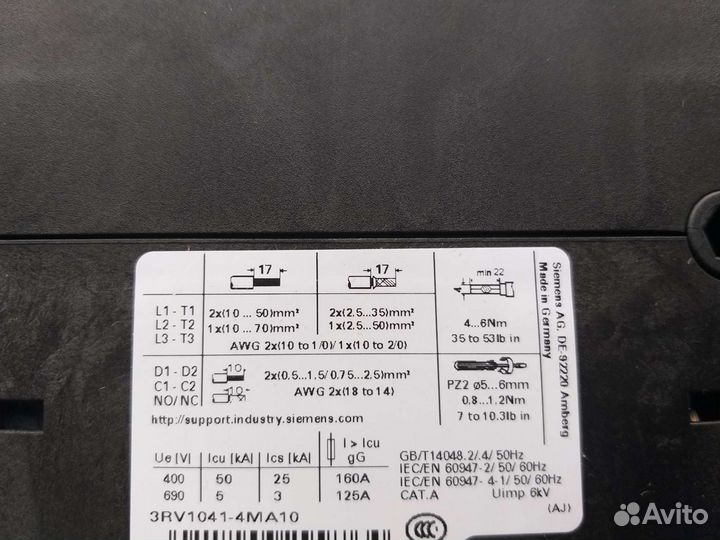 17
17
min 22
4
L1 - T1 2x(10 ... 50)mm² 2x(2.5...35)mm²
L2 - T2 1x(10 ... 70)mm² 1x(2.5...50)mm² 4...6Nm
L3 - T3 AWG 2x(10 to 1/0)/1x(10 to 2/0) 35 to 53lb in
D1 - D2 10 2x(0.5...1.5/0.75...2.5)mm²
C1 - C2 10 AWG 2x(18 to 14) PZ2 ø5...6mm
NO/NC 0.8...1.2Nm
http://support.industry.siemens.com 7 to 10.3lb in
Siemens AG, DE-92220 Amberg
Made in Germany
Ue [V] Icu [kA] Ics [kA] I > Icu gG
400 50 25 160A
690 5 3 125A
GB/T14048.2/.4/ 50Hz
IEC/EN 60947-2/ 50/ 60Hz
IEC/EN 60947- 4-1/ 50/ 60Hz
CAT.A Uimp 6kV
(AJ)
3RV1041-4MA10
CCC
Avito